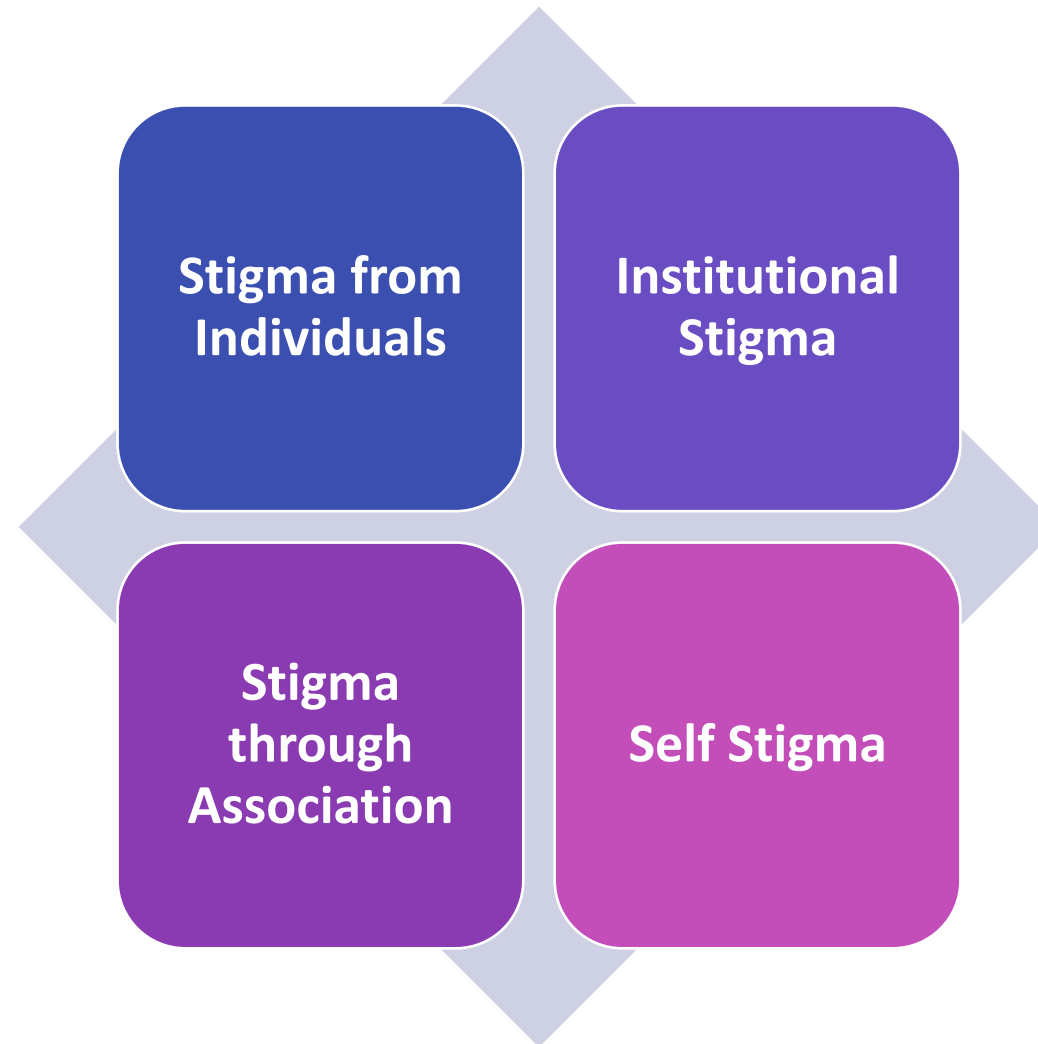 Stigma from
Individuals
Institutional
Stigma
Stigma
through
Association
Self Stigma